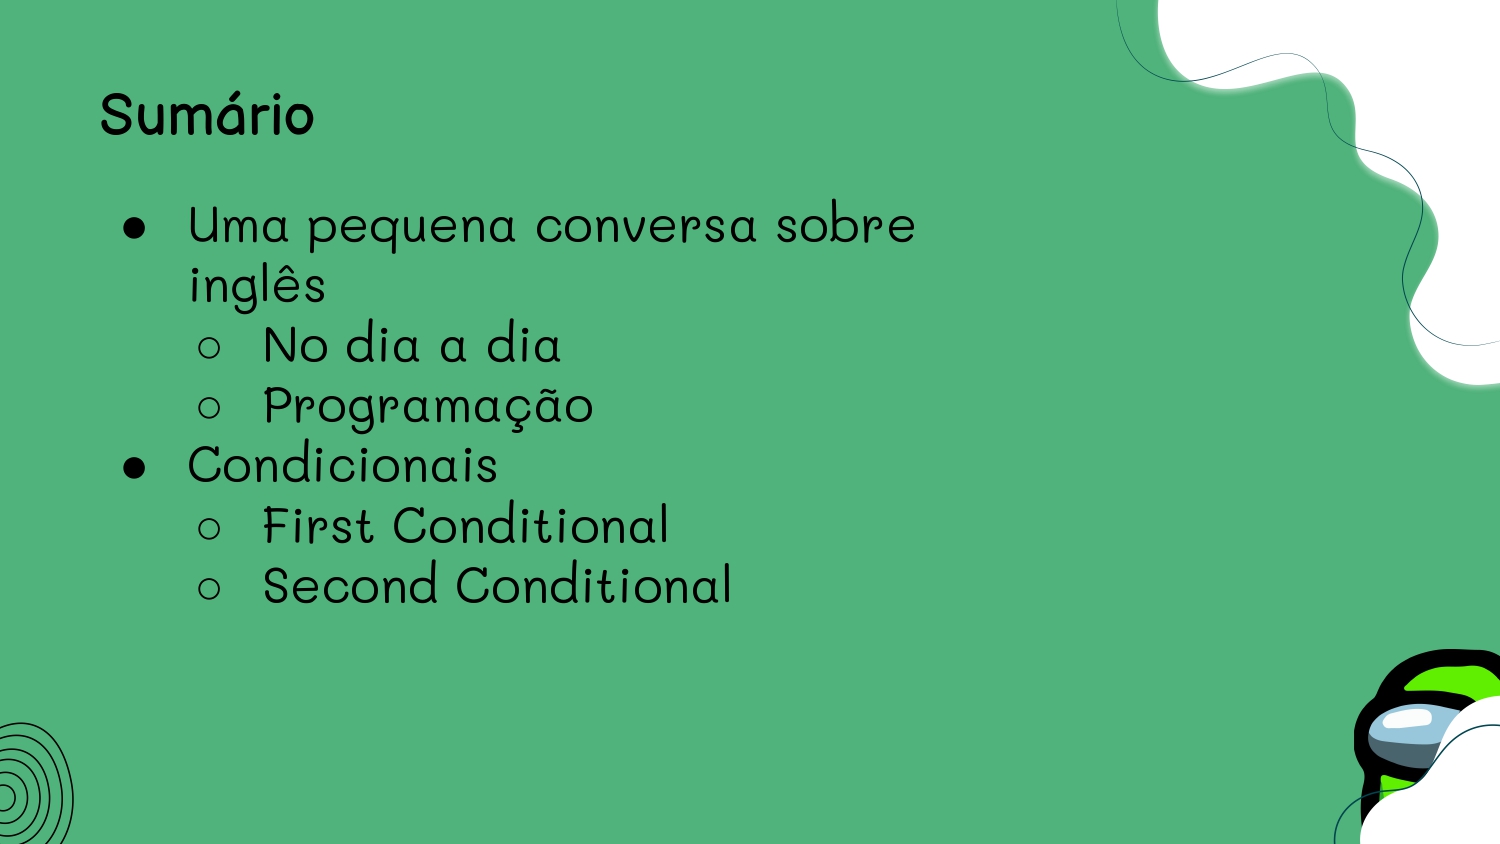 Sumário
● Uma pequena conversa sobre
inglês
○ No dia a dia
○ Programação
● Condicionais
○ First Conditional
○ Second Conditional